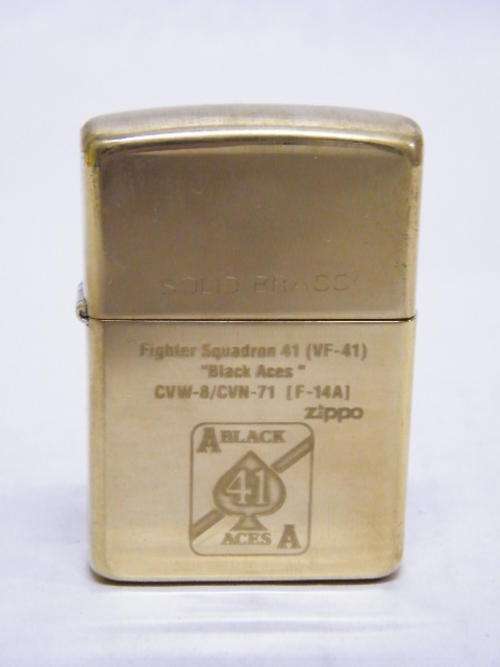 SOLID BRASS
Fighter Squadron 41 (VF-41)
"Black Aces"
CVW-8/CVN-71 [F-14A]
zippo
A BLACK
41
ACES A